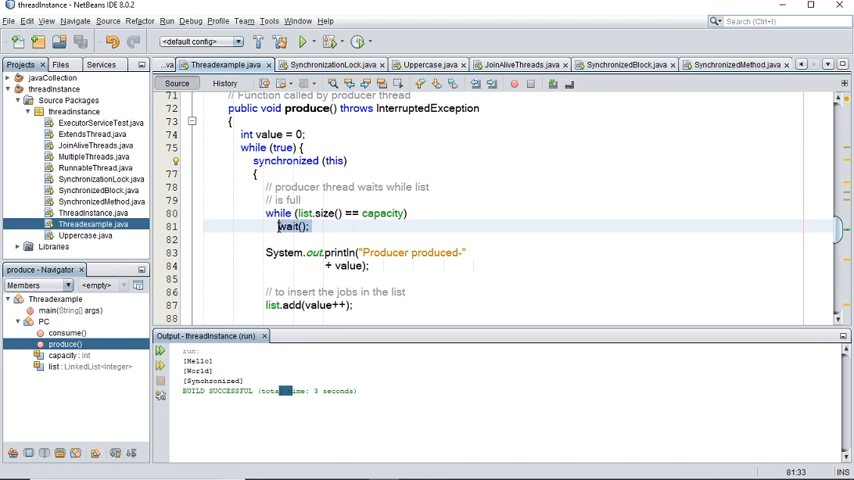 threadInstance - NetBeans IDE 8.0.2
File Edit View Navigate Source Refactor Run Debug Profile Team Tools Window Help
Search (Ctrl+I)
<default config>
Projects Files Services
...va Threadexample.java SynchronizationLock.java Uppercase.java JoinAliveThreads.java SynchronizedBlock.java SynchronizedMethod.java
Source History
javaCollection
threadInstance
Source Packages
threadinstance
ExecutorServiceTest.java
ExtendsThread.java
JoinAliveThreads.java
MultipleThreads.java
RunnableThread.java
SynchronizationLock.java
SynchronizedBlock.java
SynchronizedMethod.java
ThreadInstance.java
Threadexample.java
Uppercase.java
Libraries
71 // Function called by producer thread
72 public void produce() throws InterruptedException
73 {
74 int value = 0;
75 while (true) {
synchronized (this)
77 {
78 // producer thread waits while list
79 // is full
80 while (list.size() == capacity)
81 wait();
82
83 System.out.println("Producer produced-"
84 + value);
85
86 // to insert the jobs in the list
87 list.add(value++);
88
produce - Navigator
Members <empty>
Threadexample
main(String[] args)
PC
consume()
produce()
capacity : int
list : LinkedList<Integer>
Output - threadInstance (run)
run:
[Hello]
[World]
[Synchronized]
BUILD SUCCESSFUL (total time: 3 seconds)
81:33 INS